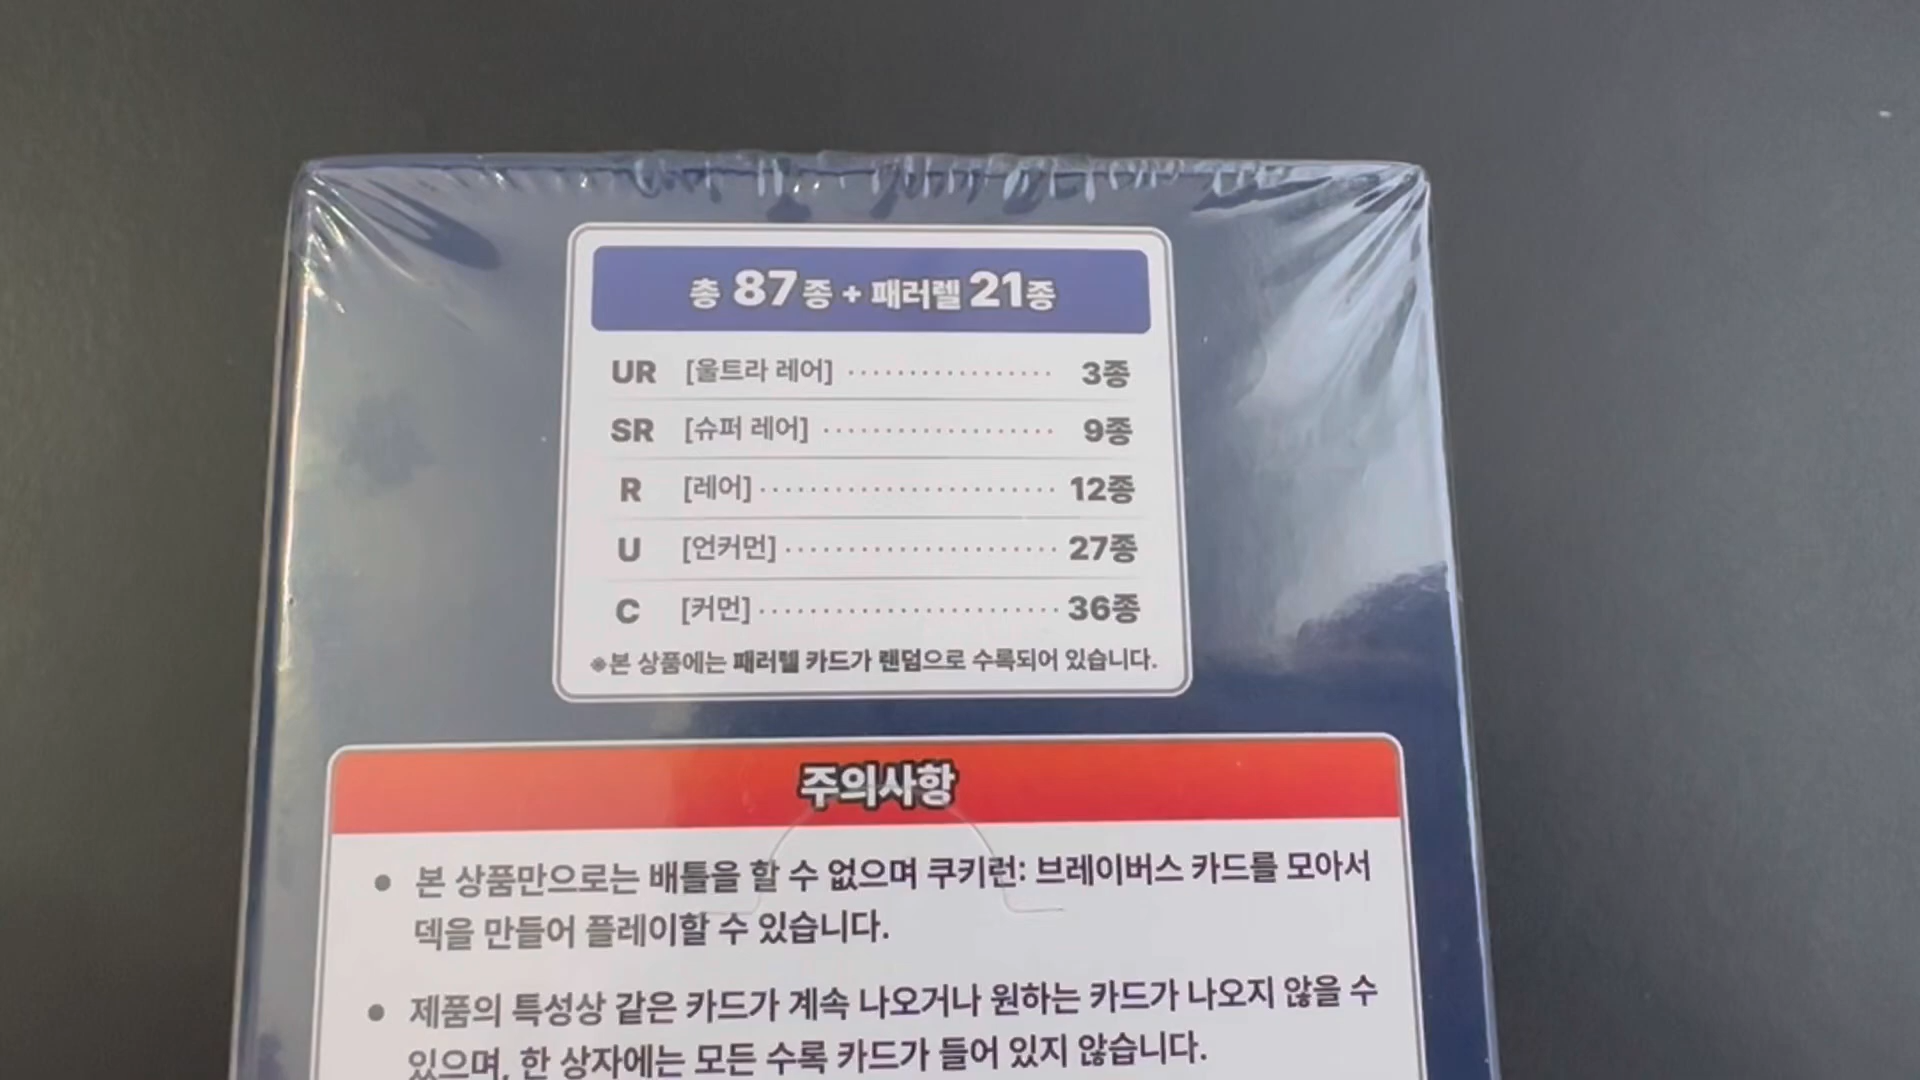 총 87종 + 패러렐 21종
UR [울트라 레어] 3종
SR [슈퍼 레어] 9종
R [레어] 12종
U [언커먼] 27종
C [커먼] 36종
※본 상품에는 패러렐 카드가 랜덤으로 수록되어 있습니다.
주의사항
● 본 상품만으로는 배틀을 할 수 없으며 쿠키런: 브레이버스 카드를 모아서
덱을 만들어 플레이할 수 있습니다.
● 제품의 특성상 같은 카드가 계속 나오거나 원하는 카드가 나오지 않을 수
있으며, 한 상자에는 모든 수록 카드가 들어 있지 않습니다.